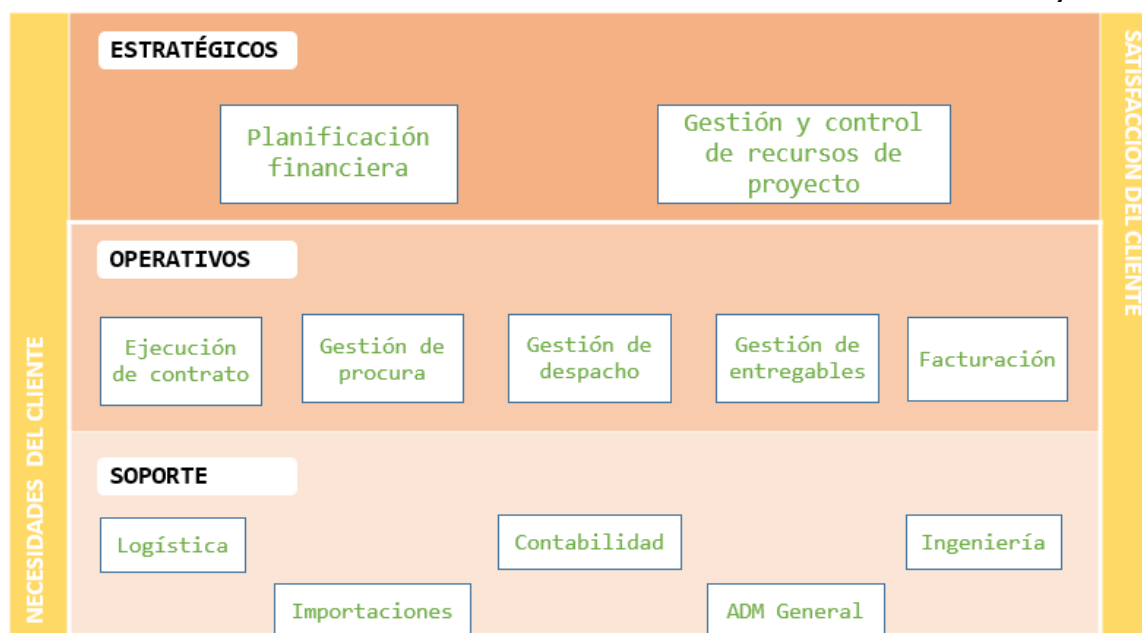 ESTRATÉGICOS
Planificación
financiera
Gestión y control
de recursos de
proyecto
OPERATIVOS
Ejecución
de contrato
Gestión de
procura
Gestión de
despacho
Gestión de
entregables
Facturación
SOPORTE
Logística
Importaciones
Contabilidad
ADM General
Ingeniería
NECESIDADES DEL CLIENTE
SATISFACCION DEL CLIENTE